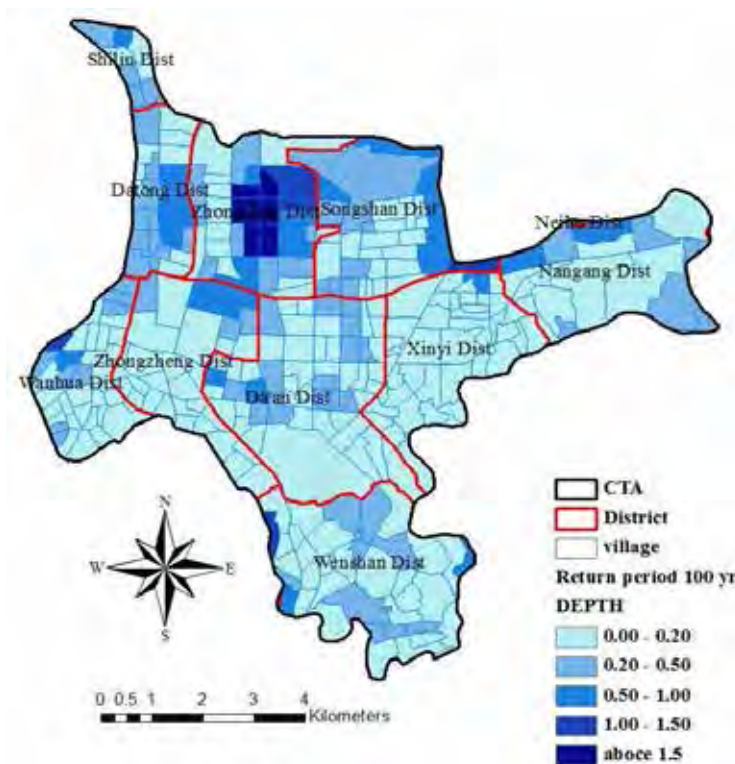 Shilin Dist
Datong Dist
Songshan Dist
Neihu Dist
Nangang Dist
Xinyi Dist
Zhongzheng Dist
Wanhua Dist
Da'an Dist
Wenshan Dist
N
W E
S
0 0.5 1 2 3 4
Kilometers
CTA
District
village
Return period 100 yr
DEPTH
0.00 - 0.20
0.20 - 0.50
0.50 - 1.00
1.00 - 1.50
aboce 1.5